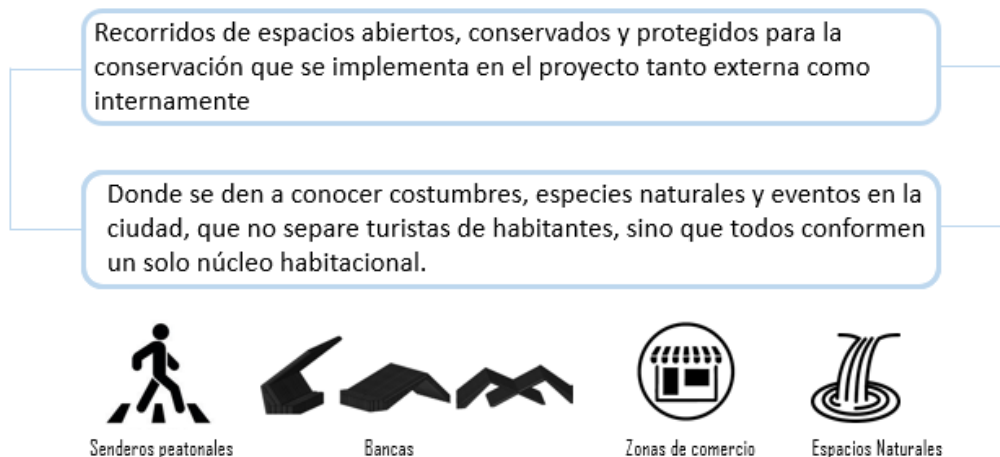 Recorridos de espacios abiertos, conservados y protegidos para la
conservación que se implementa en el proyecto tanto externa como
internamente
Donde se den a conocer costumbres, especies naturales y eventos en la
ciudad, que no separe turistas de habitantes, sino que todos conformen
un solo núcleo habitacional.
Senderos peatonales
Bancas
Zonas de comercio
Espacios Naturales